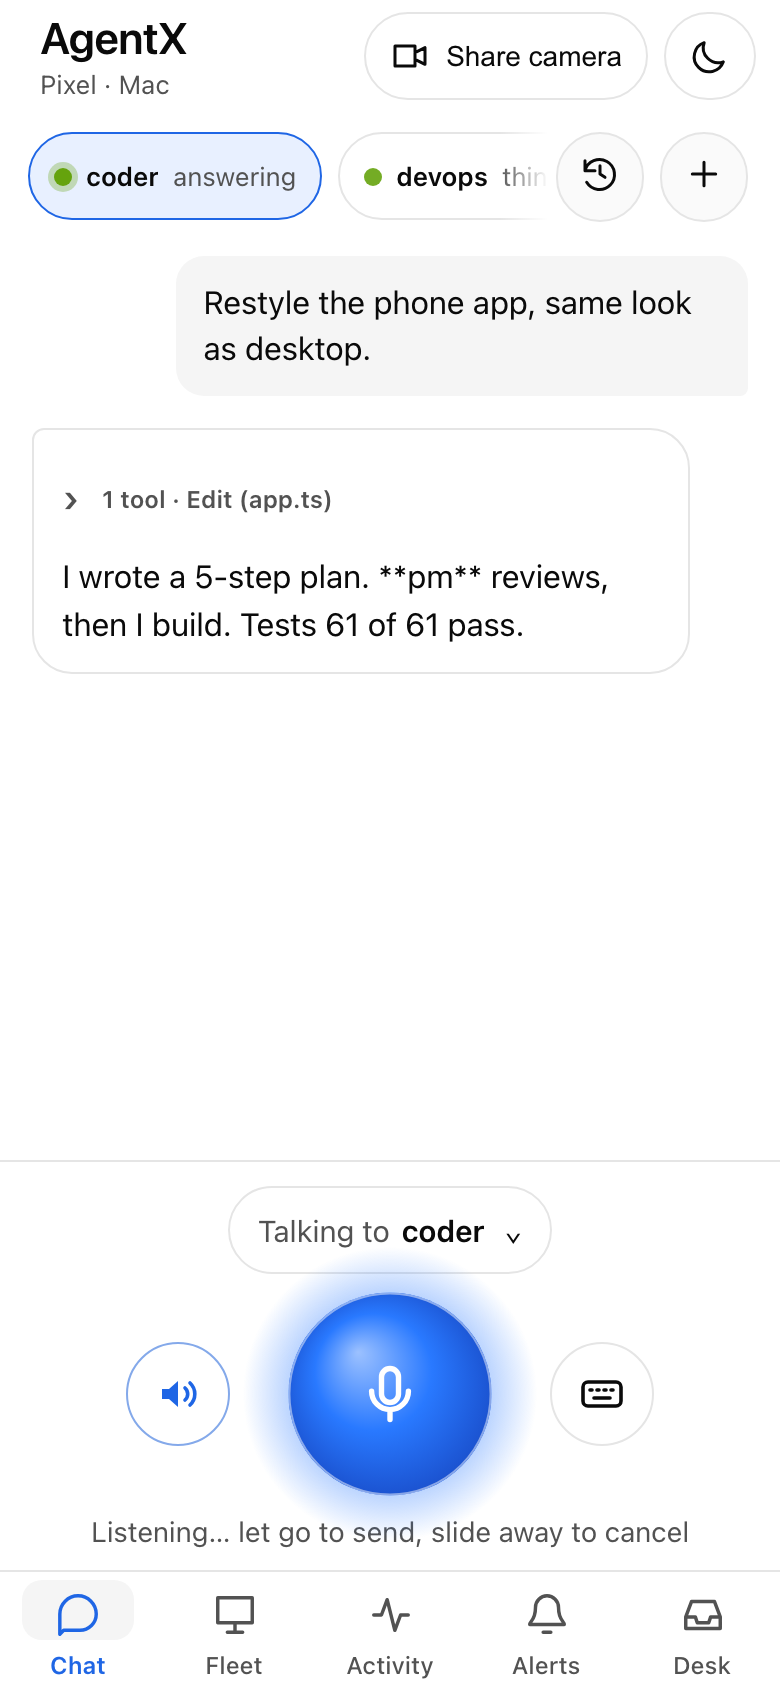 AgentX
Share camera
Pixel · Mac
coder answering
devops thin
Restyle the phone app, same look
as desktop.
1 tool · Edit (app.ts)
I wrote a 5-step plan. **pm** reviews,
then I build. Tests 61 of 61 pass.
Talking to coder
Listening... let go to send, slide away to cancel
Chat
Fleet
Activity
Alerts
Desk